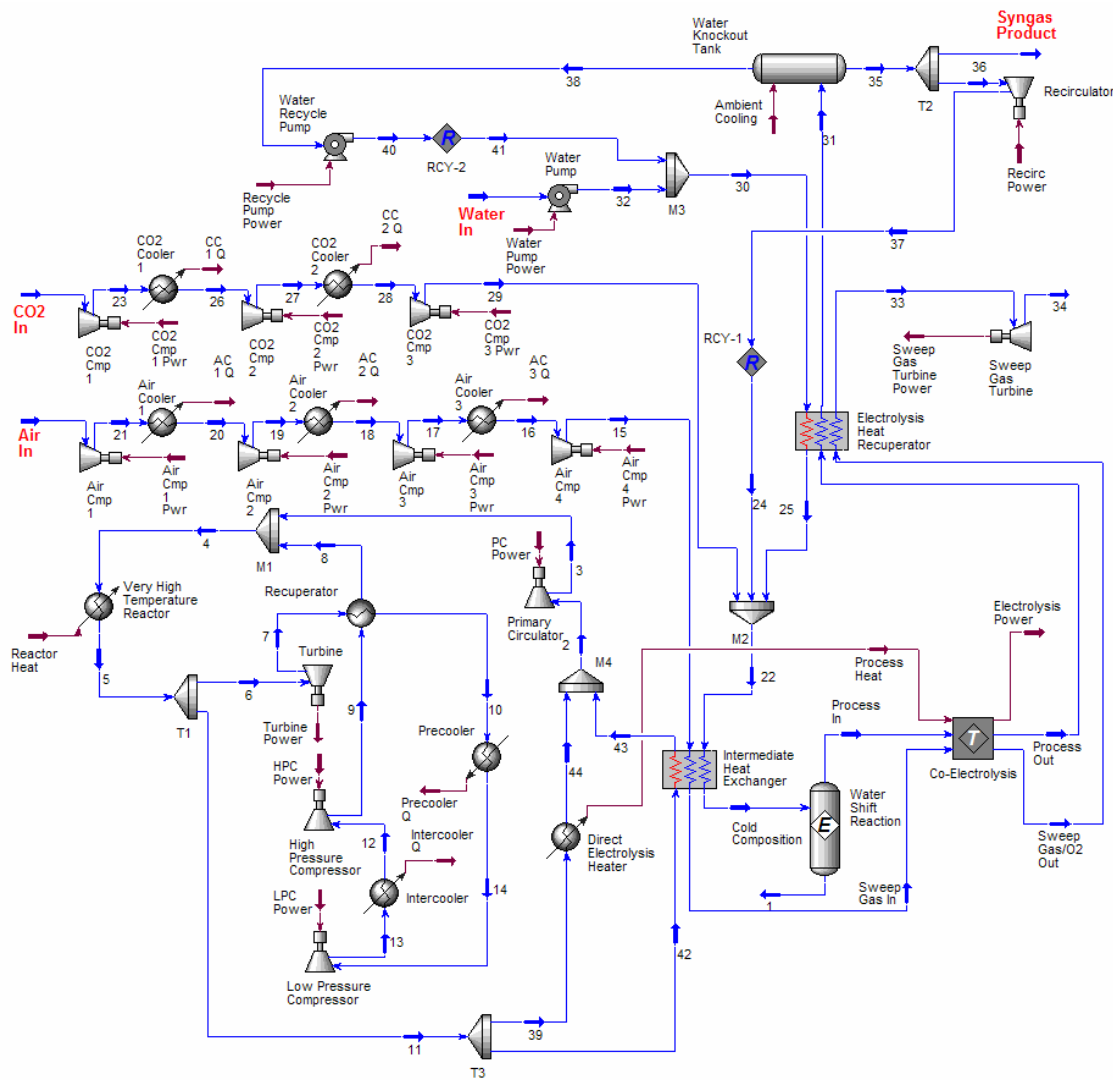 Syngas
Product
Water
Knockout
Tank
38
35
36
T2
Recirculator
Ambient
Cooling
31
Recirc
Power
Water
Recycle
Pump
40
R
41
RCY-2
Recycle
Pump
Power
Water
Pump
Water
In
32
Water
Pump
Power
M3
30
37
CO2
In
23
CO2
Cooler
1
CC
1 Q
26
27
CO2
Cooler
2
CC
2 Q
28
29
CO2
Cmp
1
CO2
Cmp
1 Pwr
CO2
Cmp
2
CO2
Cmp
2 Pwr
CO2
Cmp
3
CO2
Cmp
3 Pwr
33
34
Sweep
Gas
Turbine
Power
Sweep
Gas
Turbine
RCY-1
R
Air
In
21
Air
Cooler
1
AC
1 Q
20
19
Air
Cooler
2
AC
2 Q
18
17
Air
Cooler
3
AC
3 Q
16
15
Air
Cmp
1
Air
Cmp
1
Pwr
Air
Cmp
2
Air
Cmp
2
Pwr
Air
Cmp
3
Air
Cmp
3
Pwr
Air
Cmp
4
Air
Cmp
4 Pwr
Electrolysis
Heat
Recuperator
24
25
4
M1
8
3
PC
Power
Primary
Circulator
2
M2
22
Very High
Temperature
Reactor
Reactor
Heat
5
Recuperator
7
Turbine
6
T1
9
10
Turbine
Power
HPC
Power
High
Pressure
Compressor
12
Precooler
Precooler
Q
Intercooler
Q
Intercooler
14
LPC
Power
13
Low Pressure
Compressor
M4
44
43
Direct
Electrolysis
Heater
Intermediate
Heat
Exchanger
Process
Heat
Process
In
Electrolysis
Power
T
Co-Electrolysis
Process
Out
Cold
Composition
E
Water
Shift
Reaction
Sweep
Gas In
Sweep
Gas/O2
Out
1
42
11
39
T3